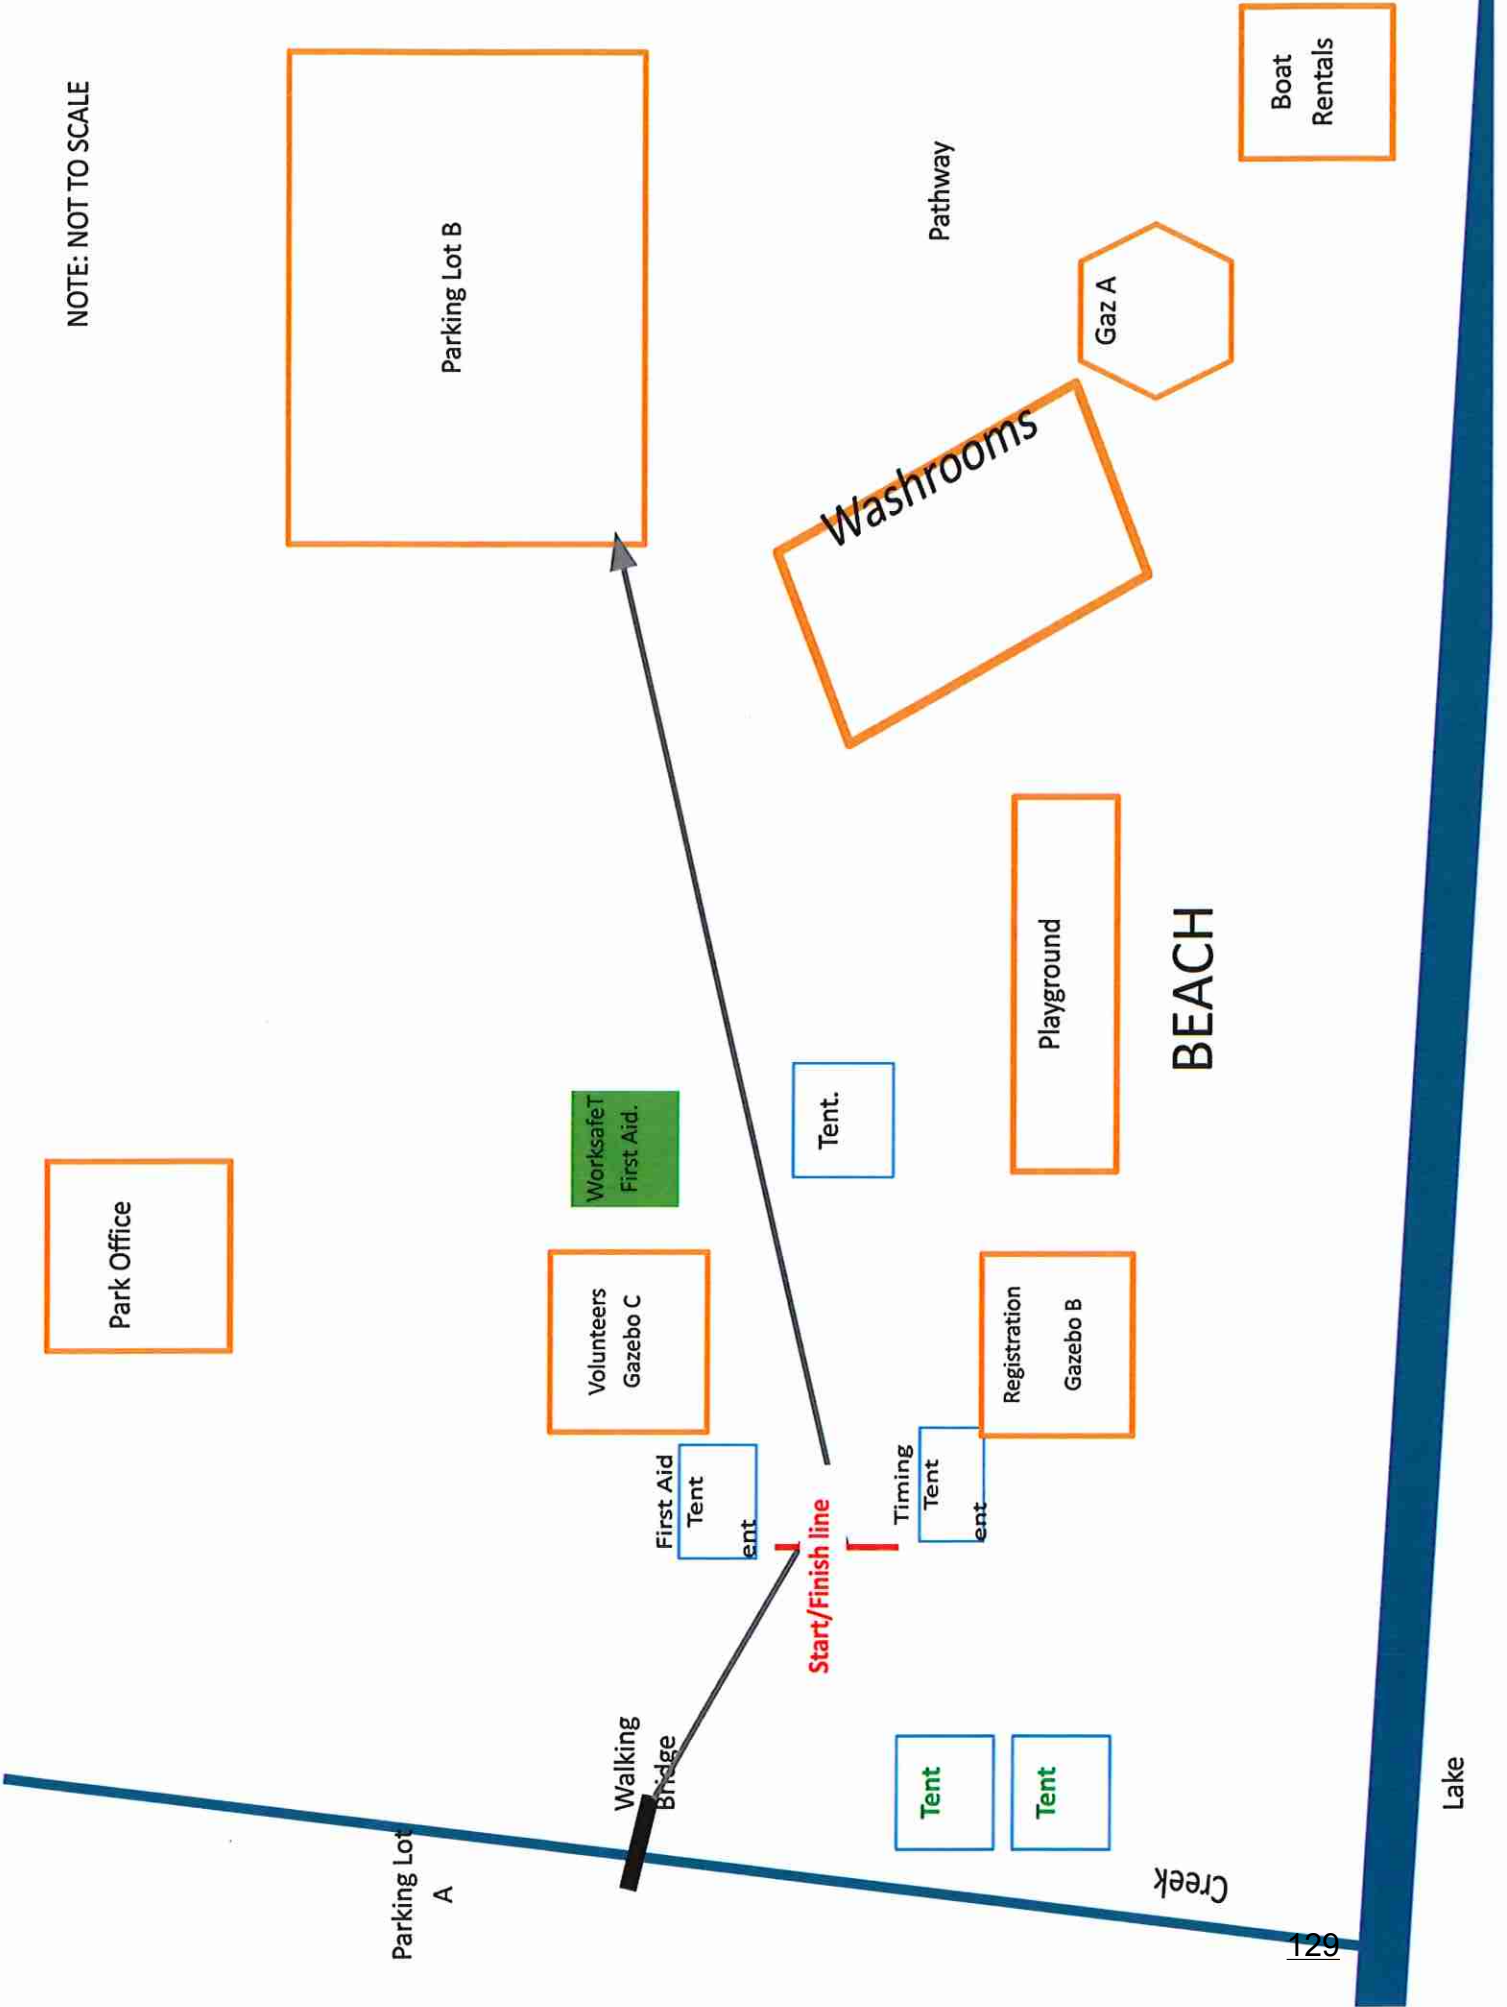 NOTE: NOT TO SCALE
Park Office
Parking Lot B
Parking Lot
A
Walking
Bridge
Volunteers
Gazebo C
WorksafeT
First Aid.
First Aid
Tent
ent
Start/Finish line
Tent.
Timing
Tent
ent
Washrooms
Pathway
Gaz A
Boat
Rentals
Registration
Gazebo B
Playground
BEACH
Tent
Tent
Creek
Lake
129